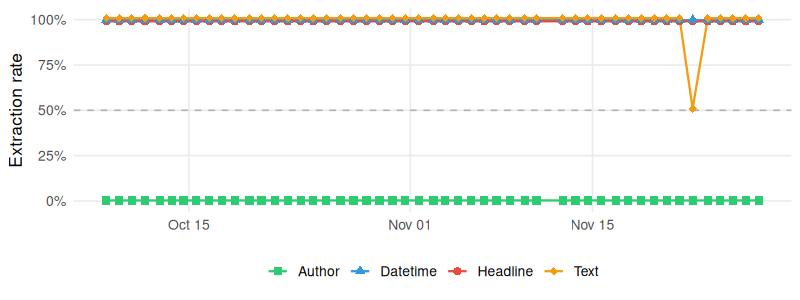 Extraction rate
100%
75%
50%
25%
0%
Oct 15 Nov 01 Nov 15
Author Datetime Headline Text